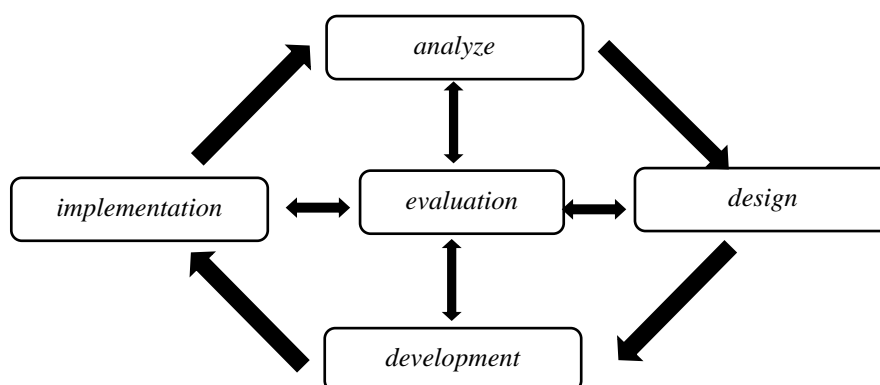 analyze
implementation
evaluation
design
development